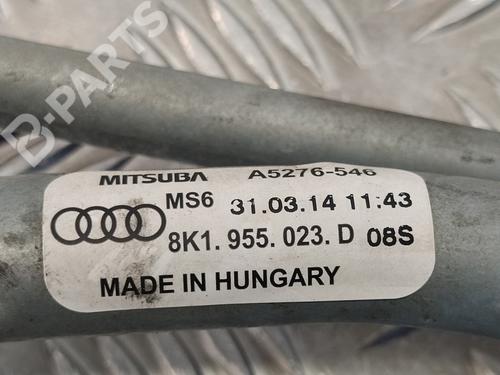 B-PARTS
MITSUBA A5276-546
MS6 31.03.14 11:43
8K1.955.023.D 08S
MADE IN HUNGARY